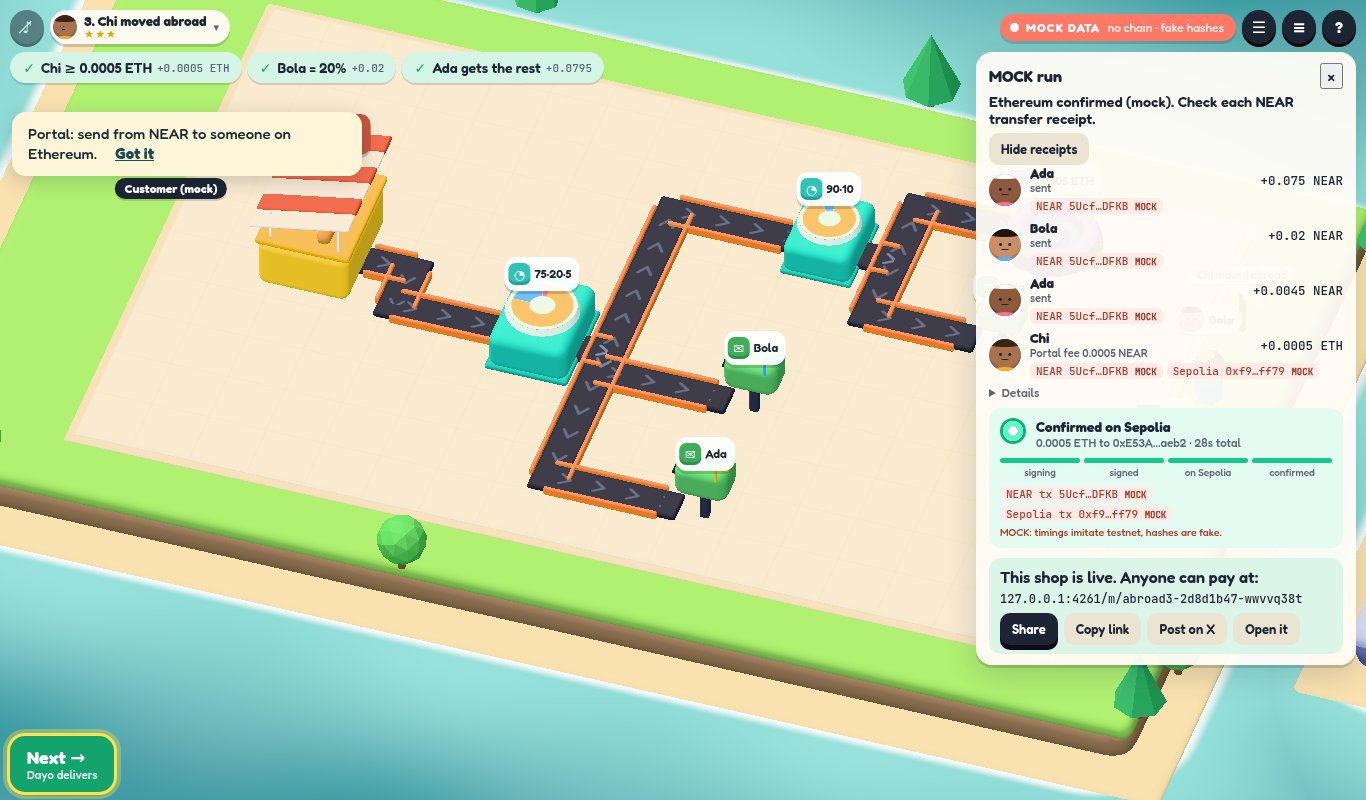 3. Chi moved abroad
★★★
MOCK DATA no chain · fake hashes
?
✓ Chi ≥ 0.0005 ETH +0.0005 ETH
✓ Bola = 20% +0.02
✓ Ada gets the rest +0.0795
Portal: send from NEAR to someone on
Ethereum. Got it
Customer (mock)
75·20·5
90·10
Bola
Ada
MOCK run
×
Ethereum confirmed (mock). Check each NEAR
transfer receipt.
Hide receipts
Ada
sent
+0.075 NEAR
NEAR 5Ucf…DFKB MOCK
Bola
sent
+0.02 NEAR
NEAR 5Ucf…DFKB MOCK
Ada
sent
+0.0045 NEAR
NEAR 5Ucf…DFKB MOCK
Chi
Portal fee 0.0005 NEAR
+0.0005 ETH
NEAR 5Ucf…DFKB MOCK Sepolia 0xf9…ff79 MOCK
Details
Confirmed on Sepolia
0.0005 ETH to 0xE53A…aeb2 · 28s total
signing signed on Sepolia confirmed
NEAR tx 5Ucf…DFKB MOCK
Sepolia tx 0xf9…ff79 MOCK
MOCK: timings imitate testnet, hashes are fake.
This shop is live. Anyone can pay at:
127.0.0.1:4261/m/abroad3-2d8d1b47-wwvvq38t
Share Copy link Post on X Open it
Next →
Dayo delivers